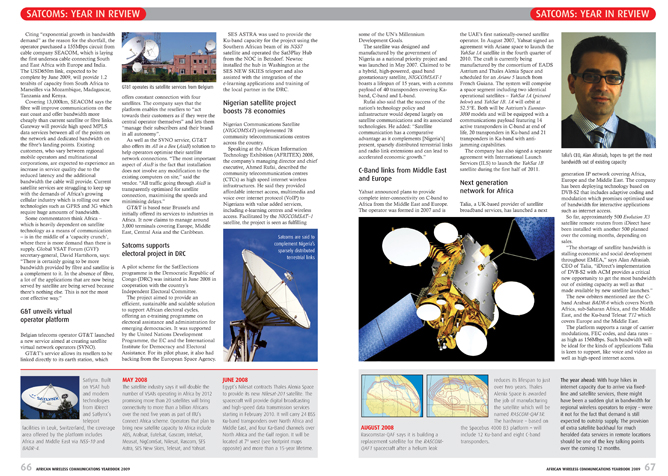 SATCOMS: YEAR IN REVIEW
SATCOMS: YEAR IN REVIEW
Citing "exponential growth in bandwidth
demand" as the reason for the shortfall, the
operator purchased a 155Mbps circuit from
cable company SEACOM, which is laying
the first undersea cable connecting South
and East Africa with Europe and India.
The USD650m link, expected to be
complete by June 2009, will provide 1.2
terabits of capacity from South Africa to
Marseilles via Mozambique, Madagascar,
Tanzania and Kenya.
Covering 13,000km, SEACOM says the
fibre will improve communications on the
east coast and offer bandwidth more
cheaply than current satellite or fibre links.
Gateway will provide high speed MPLS
data services between all of the points on
the network and also sell bandwidth on
the fibre's landing points. Existing
customers, who vary between regional
mobile operators and multinational
corporations, are expected to experience an
increase in service quality due to the
reduced latency and the additional
bandwidth the cable will provide. Current
satellite services are struggling to keep up
with the demands of Africa's growing
cellular industry which is rolling out new
technologies such as GPRS and 3G which
require huge amounts of bandwidth.
Some commentators think Africa –
which is heavily dependent on satellite
technology as a means of communication
– is in the middle of a 'capacity crunch',
where there is more demand than there is
supply. Global VSAT Forum (GVF)
secretary-general, David Hartshorn, says:
"There is certainly going to be more
bandwidth provided by fibre and satellite is
a complement to it. In the absence of fibre,
a lot of the applications that are now being
served by satellite are being served because
there's nothing else. This is not the most
cost effective way."
GT&T unveils virtual
operator platform
Belgian telecoms operator GT&T launched
a new service aimed at creating satellite
virtual network operators (SVNO).
GT&T's service allows its resellers to be
linked directly to its earth station, which
GT&T operates its satellite services from Belgium
offers constant connection with four
satellites. The company says that the
platform enables the resellers to "act
towards their customers as if they were the
central operator themselves" and lets them
"manage their subscribers and their brand
in all autonomy".
As well as the SVNO service, GT&T
also offers its All in a Box (AiaB) solution to
help operators optimise their satellite
network connections. "The most important
aspect of AiaB is the fact that installation
does not involve any modification to the
existing computers on site," said the
vendor. "All traffic going through AiaB is
transparently optimised for satellite
connection, maximising the speeds and
minimising delays."
GT&T is based near Brussels and
initially offered its services to industries in
Africa. It now claims to manage around
3,000 terminals covering Europe, Middle
East, Central Asia and the Caribbean.
Satcoms supports
electoral project in DRC
A pilot scheme for the SatElections
programme in the Democratic Republic of
Congo (DRC) was initiated in June 2008 in
cooperation with the country's
Independent Electoral Committee.
The project aimed to provide an
efficient, sustainable and scalable solution
to support African electoral cycles,
offering an e-training programme on
electoral assistance and administration for
emerging democracies. It was supported
by the United Nations Development
Programme, the EC and the International
Institute for Democracy and Electoral
Assistance. For its pilot phase, it also had
backing from the European Space Agency.
SES ASTRA was used to provide the
Ku-band capacity for the project using the
Southern African beam of its NSS7
satellite and operated the Sat3Play Hub
from the NOC in Betzdorf. Newtec
installed the hub in Washington at the
SES NEW SKIES teleport and also
assisted with the integration of the
e-learning applications and training of
the local partner in the DRC.
Nigerian satellite project
boosts 78 economies
Nigerian Communications Satellite
(NIGCOMSAT) implemented 78
community telecommunications centres
across the country.
Speaking at the African Information
Technology Exhibition (AFRITEX) 2008,
the company's managing director and chief
executive, Ahmed Rufai, described the
community telecommunications centres
(CTCs) as high speed internet wireless
infrastructures. He said they provided
affordable internet access, multimedia and
voice over internet protocol (VoIP) to
Nigerians with value added services,
including e-learning centres and wireless
access. Facilitated by the NIGCOMSAT-1
satellite, the project is seen as fulfilling
Satcoms are said to
complement Nigeria's
sparsely distributed
terrestrial links
some of the UN's Millennium
Development Goals.
The satellite was designed and
manufactured by the government of
Nigeria as a national priority project and
was launched in May 2007. Claimed to be
a hybrid, high-powered, quad band
geostationary satellite, NIGCOMSAT-1
boasts a lifespan of 15 years, with a comms
payload of 40 transponders covering Ka-
band, C-band and L-band.
Rufai also said that the success of the
nation's technology policy and
infrastructure would depend largely on
satellite communications and its associated
technologies. He added: "Satellite
communication has a comparative
advantage as it complements [Nigeria's]
present, sparsely distributed terrestrial links
and radio link extensions and can lead to
accelerated economic growth."
C-Band links from Middle East
and Europe
Yahsat announced plans to provide
complete inter-connectivity on C-band to
Africa from the Middle East and Europe.
The operator was formed in 2007 and is
the UAE's first nationally-owned satellite
operator. In August 2007, Yahsat signed an
agreement with Ariane space to launch the
YahSat 1A satellite in the fourth quarter of
2010. The craft is currently being
manufactured by the consortium of EADS
Astrium and Thales Alenia Space and
scheduled for an Ariane 5 launch from
French Guiana. The system will comprise
a space segment including two identical
operational satellites – YahSat 1A (pictured
below) and YahSat 1B. 1A will orbit at
52.5°E. Both will be Astrium's Eurostar
3000 models and will be equipped with a
communications payload featuring 14
active transponders in C-band at end of
life, 20 transponders in Ku-band and 21
transponders in Ka-band with anti-
jamming capabilities.
The company has also signed a separate
agreement with International Launch
Services (ILS) to launch the YahSat 1B
satellite during the first half of 2011.
Next generation
network for Africa
Talia, a UK-based provider of satellite
broadband services, has launched a next
Talia's CEO, Alan Afrasiab, hopes to get the most
bandwidths out of existing capacity
generation IP network covering Africa,
Europe and the Middle East. The company
has been deploying technology based on
DVB-S2 that includes adaptive coding and
modulation which promises optimised use
of bandwidth for interactive applications
such as internet access.
So far, approximately 500 Evolution X3
satellite remote routers from iDirect have
been installed with another 500 planned
over the coming months, depending on
sales.
"The shortage of satellite bandwidth is
stalling economic and social development
throughout EMEA," says Alan Afrasiab,
CEO of Talia. "iDirect's implementation
of DVB-S2 with ACM provides a critical
new opportunity to get the most bandwidth
out of existing capacity as well as that
made available by new satellite launches."
The new orbiters mentioned are the C-
band Arabsat BADR-6 which covers North
Africa, sub-Saharan Africa, and the Middle
East, and the Ku-band Telstar T12 which
covers Europe and the Middle East.
The platform supports a range of carrier
modulations, FEC codes, and data rates –
as high as 156Mbps. Such bandwidth will
be ideal for the kinds of applications Talia
is keen to support, like voice and video as
well as high-speed internet access.
Satlynx. Built
on VSAT hub
and modem
technologies
from iDirect
and Satlynx's
teleport
facilities in Leuk, Switzerland, the coverage
area offered by the platform includes
Africa and Middle East via NSS-10 and
BADR-4.
MAY 2008
The satellite industry says it will double the
number of VSATs operating in Africa by 2012
promising more than 20 satellites will bring
connectivity to more than a billion Africans
over the next five years as part of ITU's
Connect Africa scheme. Operators that plan to
bring new satellite capacity to Africa include
ABS, Arabsat, Eutelsat, Gascom, Intelsat,
Measat, NigComSat, Nilesat, Rascom, SES
Astra, SES New Skies, Telesat, and Yahsat.
JUNE 2008
Egypt's Nilesat contracts Thales Alenia Space
to provide its new Nilesat-201 satellite. The
spacecraft will provide digital broadcasting
and high-speed data transmission services
starting in February 2010. It will carry 24 BSS
Ku-band transponders over North Africa and
Middle East, and four Ka-band channels over
North Africa and the Gulf region. It will be
located at 7° west (see footprint maps
opposite) and more than a 15-year lifetime.
AUGUST 2008
Rascomstar-QAF says it is building a
replacement satellite for the RASCOM-
QAF1 spacecraft after a helium leak
reduces its lifespan to just
over two years. Thales
Alenia Space is awarded
the job of manufacturing
the satellite which will be
named RASCOM-QAF1R.
The hardware – based on
the Spacebus 4000 B3 platform – will
include 12 Ku-band and eight C-band
transponders.
The year ahead: With huge hikes in
internet capacity due to arrive via fixed-
line and satellite services, there might
have been a sudden glut in bandwidth for
regional wireless operators to enjoy – were
it not for the fact that demand is still
expected to outstrip supply. The provision
of extra satellite backhaul for much
heralded data services in remote locations
should be one of the key talking points
over the coming 12 months.
66 AFRICAN WIRELESS COMMUNICATIONS YEARBOOK 2009
AFRICAN WIRELESS COMMUNICATIONS YEARBOOK 2009 67